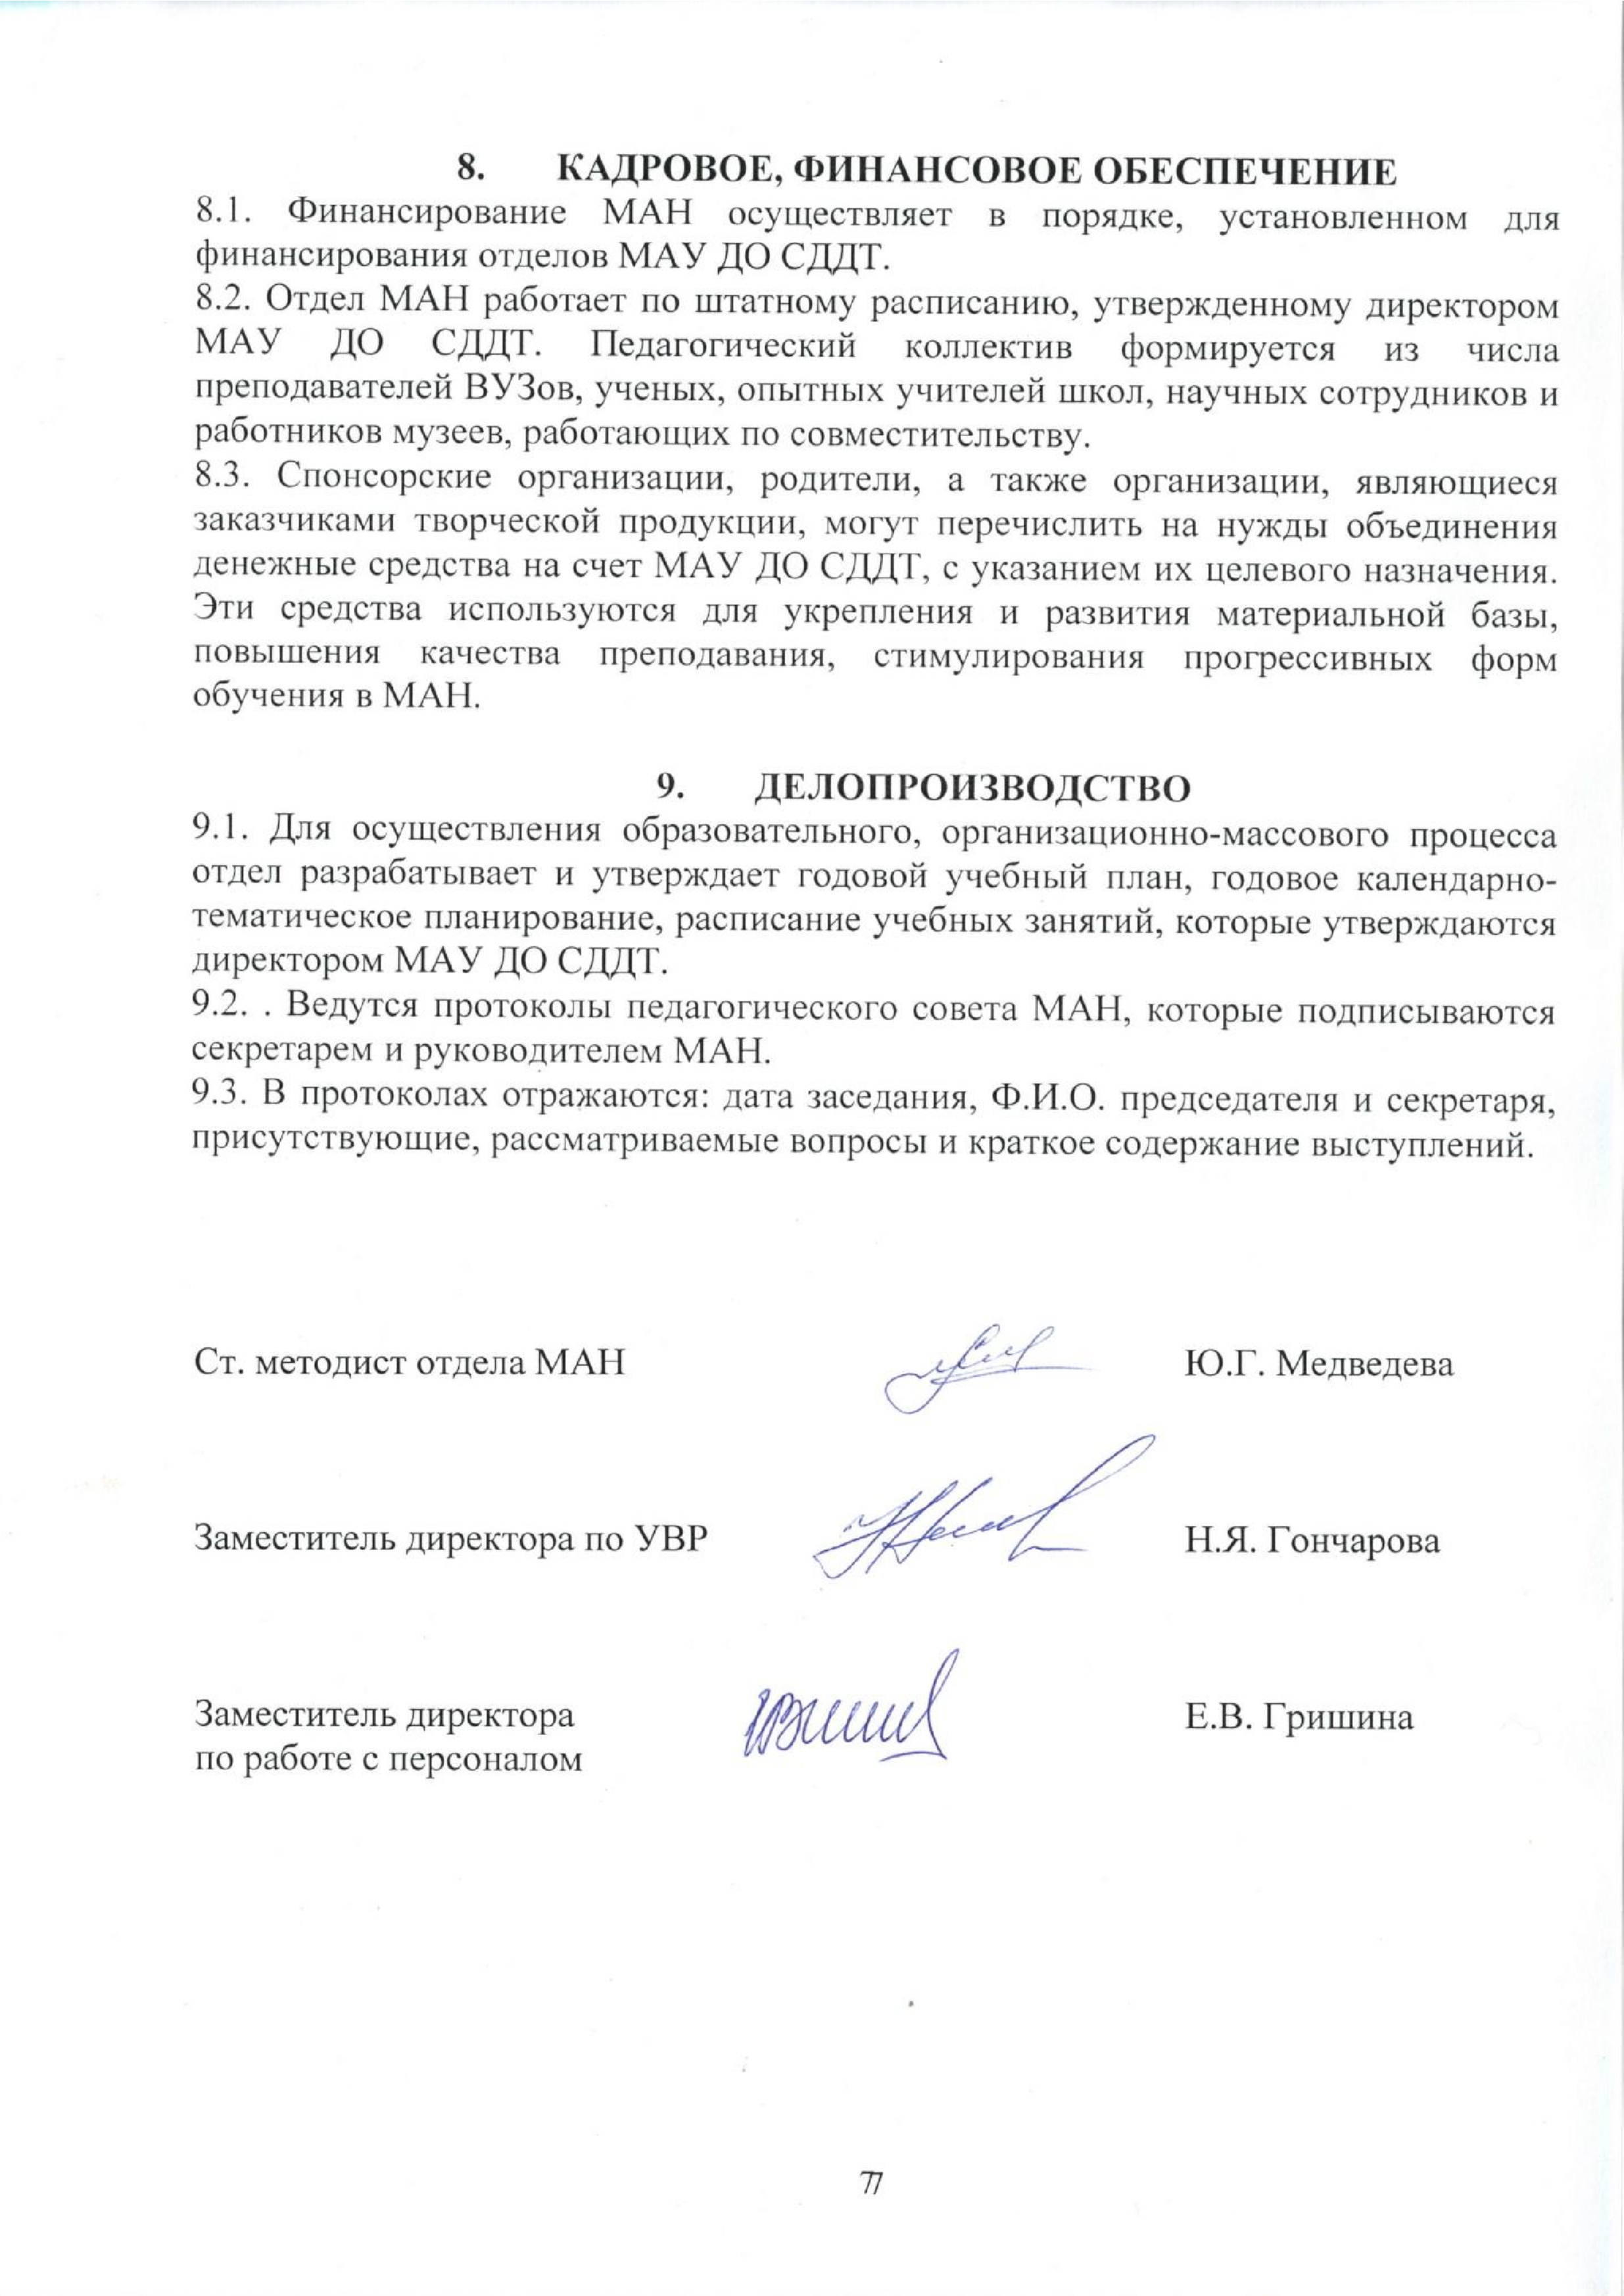 8. КАДРОВОЕ, ФИНАНСОВОЕ ОБЕСПЕЧЕНИЕ
8.1. Финансирование МАН осуществляет в порядке, установленном для
финансирования отделов МАУ ДО СДДТ.
8.2. Отдел МАН работает по штатному расписанию, утвержденному директором
МАУ ДО СДДТ. Педагогический коллектив формируется из числа
преподавателей ВУЗов, ученых, опытных учителей школ, научных сотрудников и
работников музеев, работающих по совместительству.
8.3. Спонсорские организации, родители, а также организации, являющиеся
заказчиками творческой продукции, могут перечислить на нужды объединения
денежные средства на счет МАУ ДО СДДТ, с указанием их целевого назначения.
Эти средства используются для укрепления и развития материальной базы,
повышения качества преподавания, стимулирования прогрессивных форм
обучения в МАН.
9. ДЕЛОПРОИЗВОДСТВО
9.1. Для осуществления образовательного, организационно-массового процесса
отдел разрабатывает и утверждает годовой учебный план, годовое календарно-
тематическое планирование, расписание учебных занятий, которые утверждаются
директором МАУ ДО СДДТ.
9.2. . Ведутся протоколы педагогического совета МАН, которые подписываются
секретарем и руководителем МАН.
9.3. В протоколах отражаются: дата заседания, Ф.И.О. председателя и секретаря,
присутствующие, рассматриваемые вопросы и краткое содержание выступлений.
Ст. методист отдела МАН Ю.Г. Медведева
Заместитель директора по УВР Н.Я. Гончарова
Заместитель директора Е.В. Гришина
по работе с персоналом
77